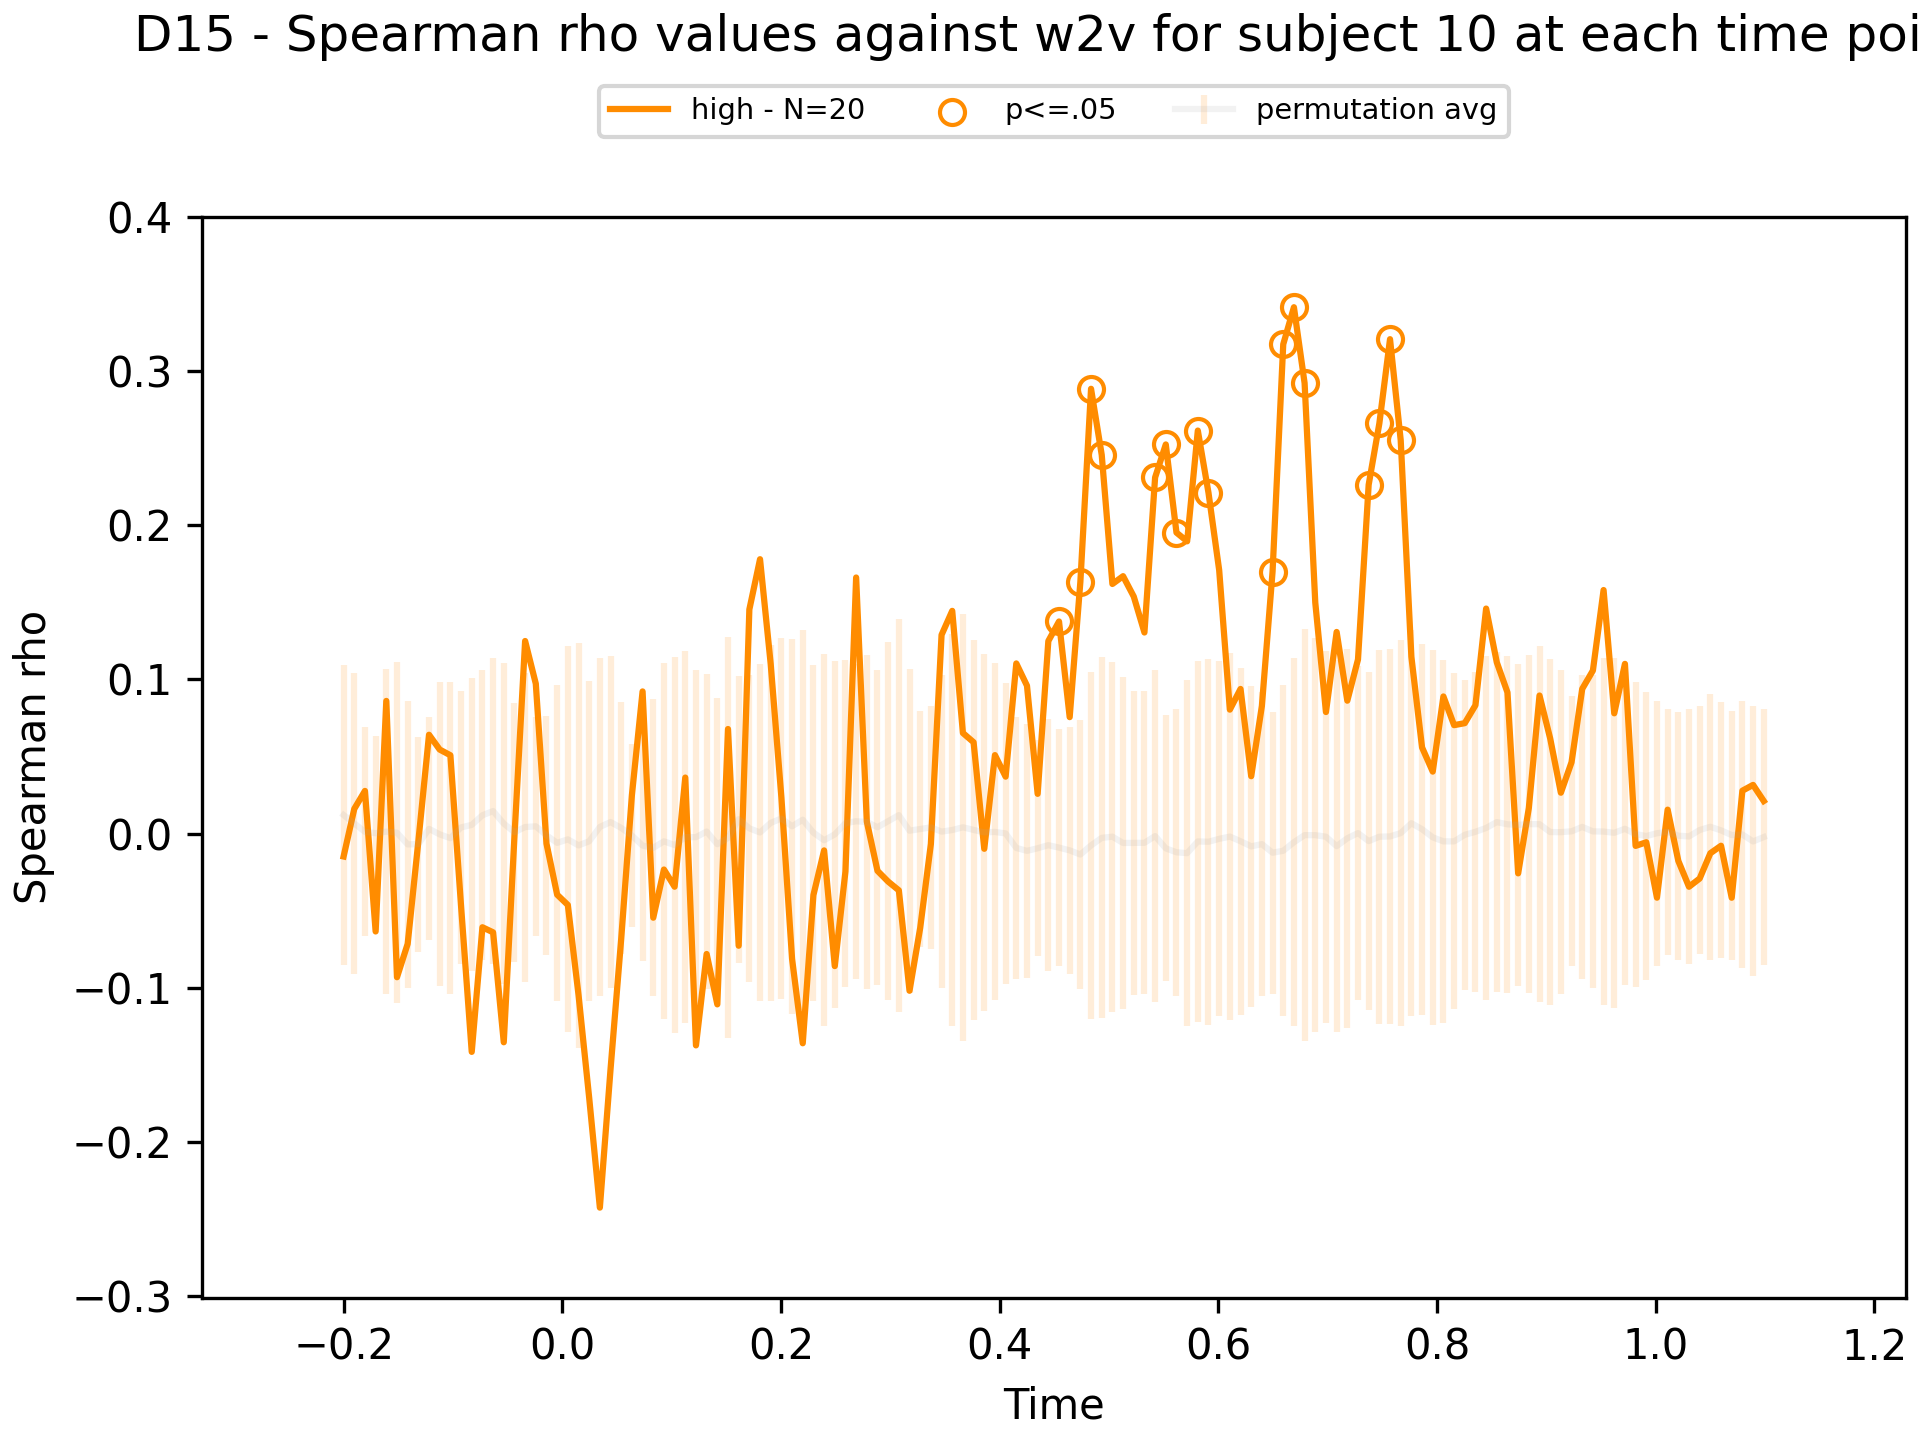 D15 - Spearman rho values against w2v for subject 10 at each time poi
high - N=20 p<=.05 permutation avg
0.4
0.3
0.2
0.1
0.0
−0.1
−0.2
−0.3
Spearman rho
−0.2 0.0 0.2 0.4 0.6 0.8 1.0 1.2
Time